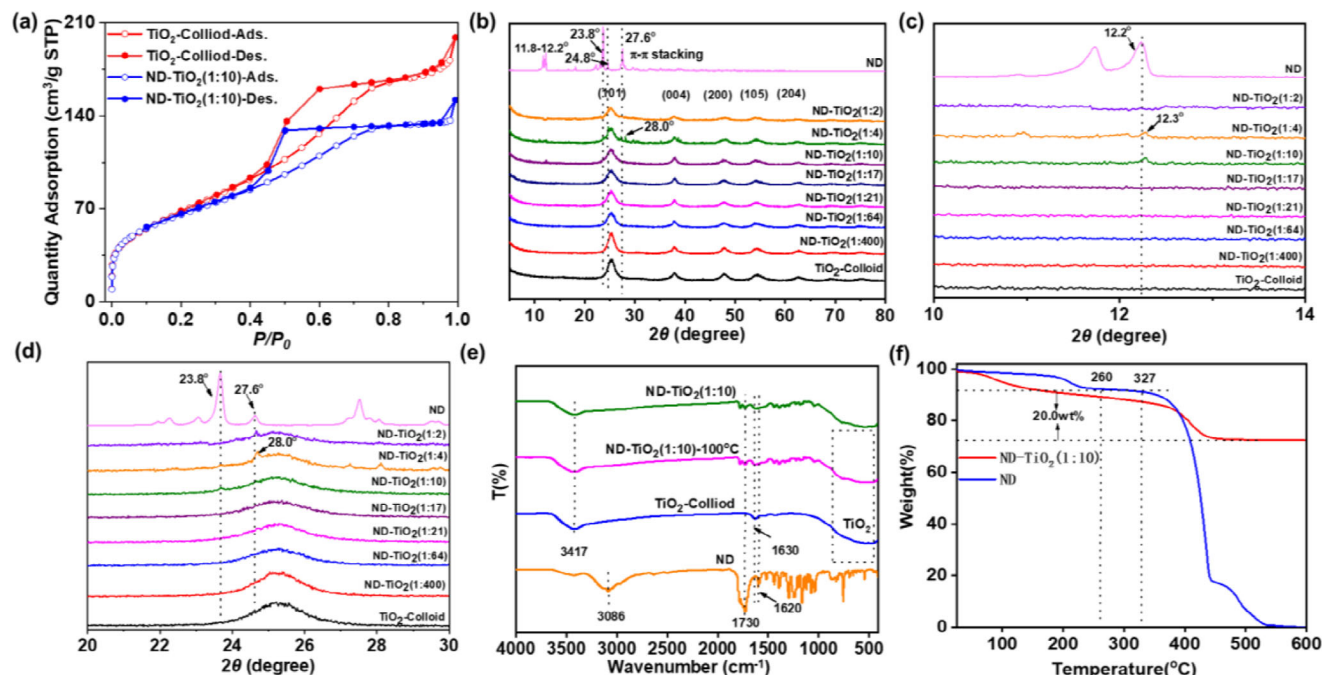 (a)
210
140
70
0
Quantity Adsorption (cm³/g STP)
TiO₂-Colliod-Ads.
TiO₂-Colliod-Des.
ND-TiO₂(1:10)-Ads.
ND-TiO₂(1:10)-Des.
0.0 0.2 0.4 0.6 0.8 1.0
P/P₀
(b)
23.8°
27.6°
11.8-12.2°
24.8°
π-π stacking
ND
(101) (004) (200) (105) (204)
ND-TiO₂(1:2)
28.0°
ND-TiO₂(1:4)
ND-TiO₂(1:10)
ND-TiO₂(1:17)
ND-TiO₂(1:21)
ND-TiO₂(1:64)
ND-TiO₂(1:400)
TiO₂-Colloid
10 20 30 40 50 60 70 80
2θ (degree)
(c)
12.2°
ND
ND-TiO₂(1:2)
12.3°
ND-TiO₂(1:4)
ND-TiO₂(1:10)
ND-TiO₂(1:17)
ND-TiO₂(1:21)
ND-TiO₂(1:64)
ND-TiO₂(1:400)
TiO₂-Colloid
10 12 14
2θ (degree)
(d)
23.8°
27.6°
ND
ND-TiO₂(1:2)
28.0°
ND-TiO₂(1:4)
ND-TiO₂(1:10)
ND-TiO₂(1:17)
ND-TiO₂(1:21)
ND-TiO₂(1:64)
ND-TiO₂(1:400)
TiO₂-Colloid
20 22 24 26 28 30
2θ (degree)
(e)
T(%)
ND-TiO₂(1:10)
ND-TiO₂(1:10)-100°C
TiO₂-Colliod
TiO₂
3417
1630
ND
3086
1730
1620
4000 3500 3000 2500 2000 1500 1000 500
Wavenumber (cm⁻¹)
(f)
100
80
60
40
20
0
Weight(%)
260
327
20.0wt%
ND-TiO₂(1:10)
ND
100 200 300 400 500 600
Temperature(°C)